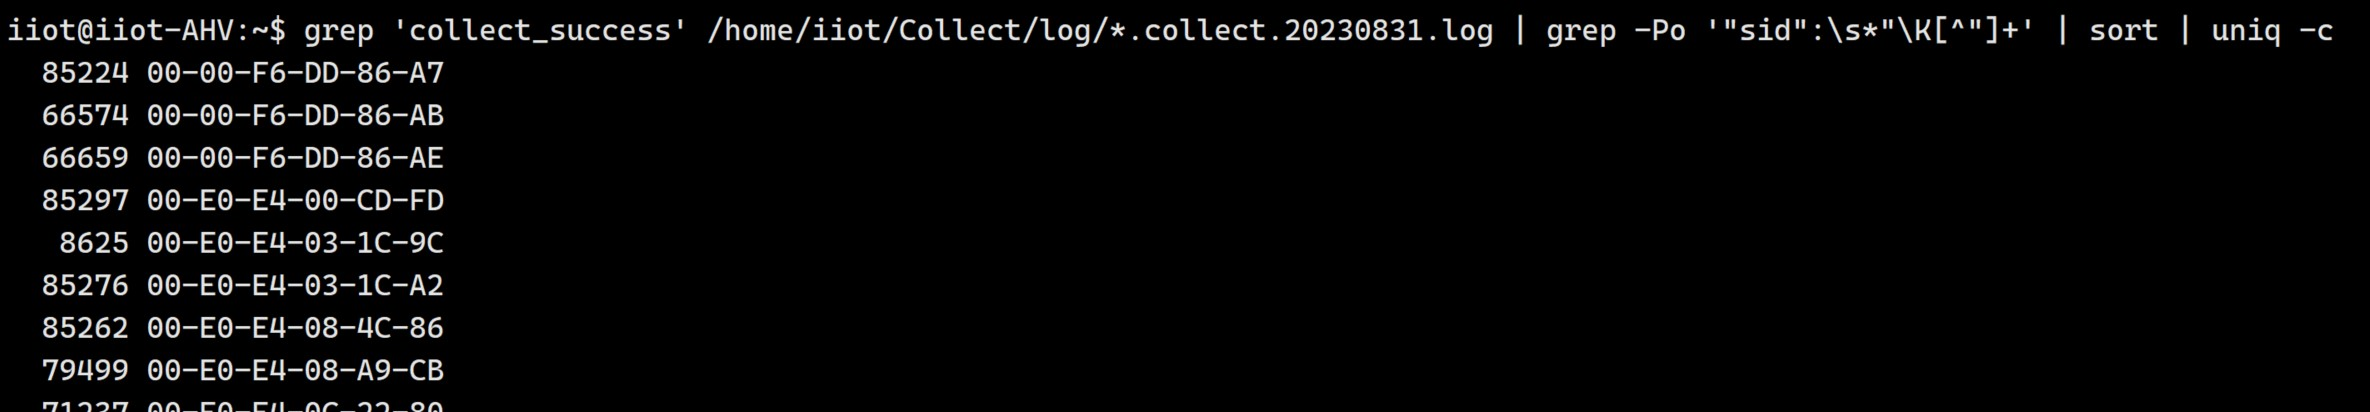 iiot@iiot-AHV:~$ grep 'collect_success' /home/iiot/Collect/log/*.collect.20230831.log | grep -Po '"sid":\s*"\K[^"]+' | sort | uniq -c
85224 00-00-F6-DD-86-A7
66574 00-00-F6-DD-86-AB
66659 00-00-F6-DD-86-AE
85297 00-E0-E4-00-CD-FD
8625 00-E0-E4-03-1C-9C
85276 00-E0-E4-03-1C-A2
85262 00-E0-E4-08-4C-86
79499 00-E0-E4-08-A9-CB